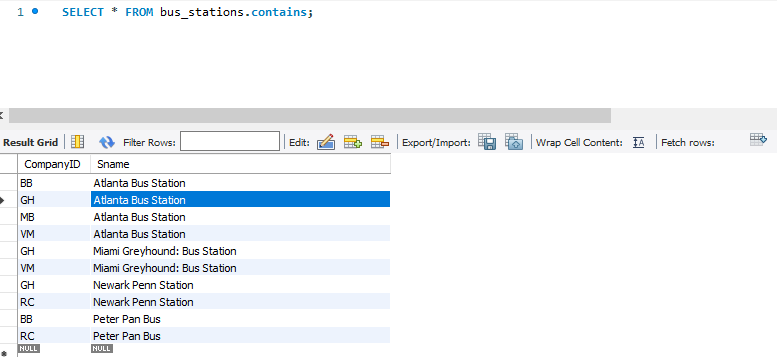 1 SELECT * FROM bus_stations.contains;
Result Grid Filter Rows: Edit: Export/Import: Wrap Cell Content: IA Fetch rows:
CompanyID Sname
BB Atlanta Bus Station
GH Atlanta Bus Station
MB Atlanta Bus Station
VM Atlanta Bus Station
GH Miami Greyhound: Bus Station
VM Miami Greyhound: Bus Station
GH Newark Penn Station
RC Newark Penn Station
BB Peter Pan Bus
RC Peter Pan Bus
NULL NULL